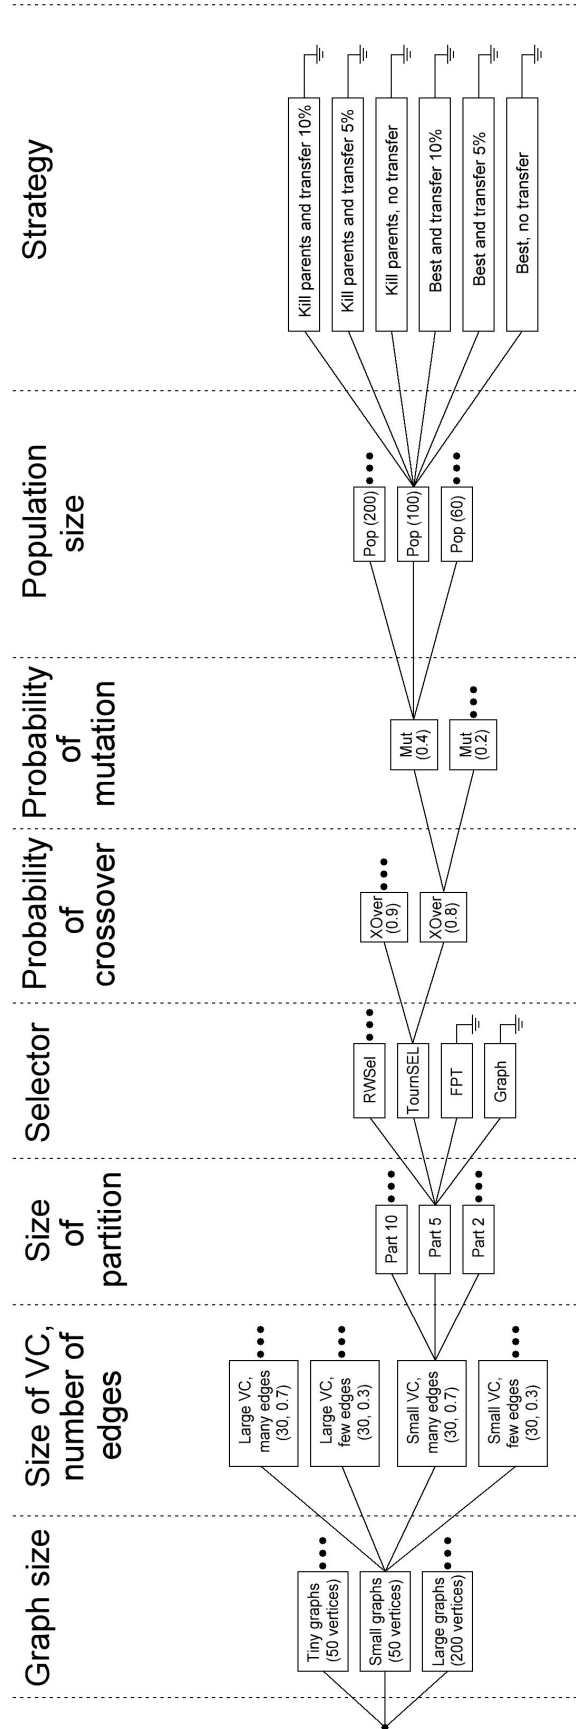 Graph size
Tiny graphs
(50 vertices)
Small graphs
(50 vertices)
Large graphs
(200 vertices)
Size of VC,
number of
edges
Large VC,
many edges
(30, 0.7)
Large VC,
few edges
(30, 0.3)
Small VC,
many edges
(30, 0.7)
Small VC,
few edges
(30, 0.3)
Size
of
partition
Part 10
Part 5
Part 2
Selector
RWSel
TournSEL
FPT
Graph
Probability
of
crossover
XOver
(0.9)
XOver
(0.8)
Probability
of
mutation
Mut
(0.4)
Mut
(0.2)
Population
size
Pop (200)
Pop (100)
Pop (60)
Strategy
Kill parents and transfer 10%
Kill parents and transfer 5%
Kill parents, no transfer
Best and transfer 10%
Best and transfer 5%
Best, no transfer